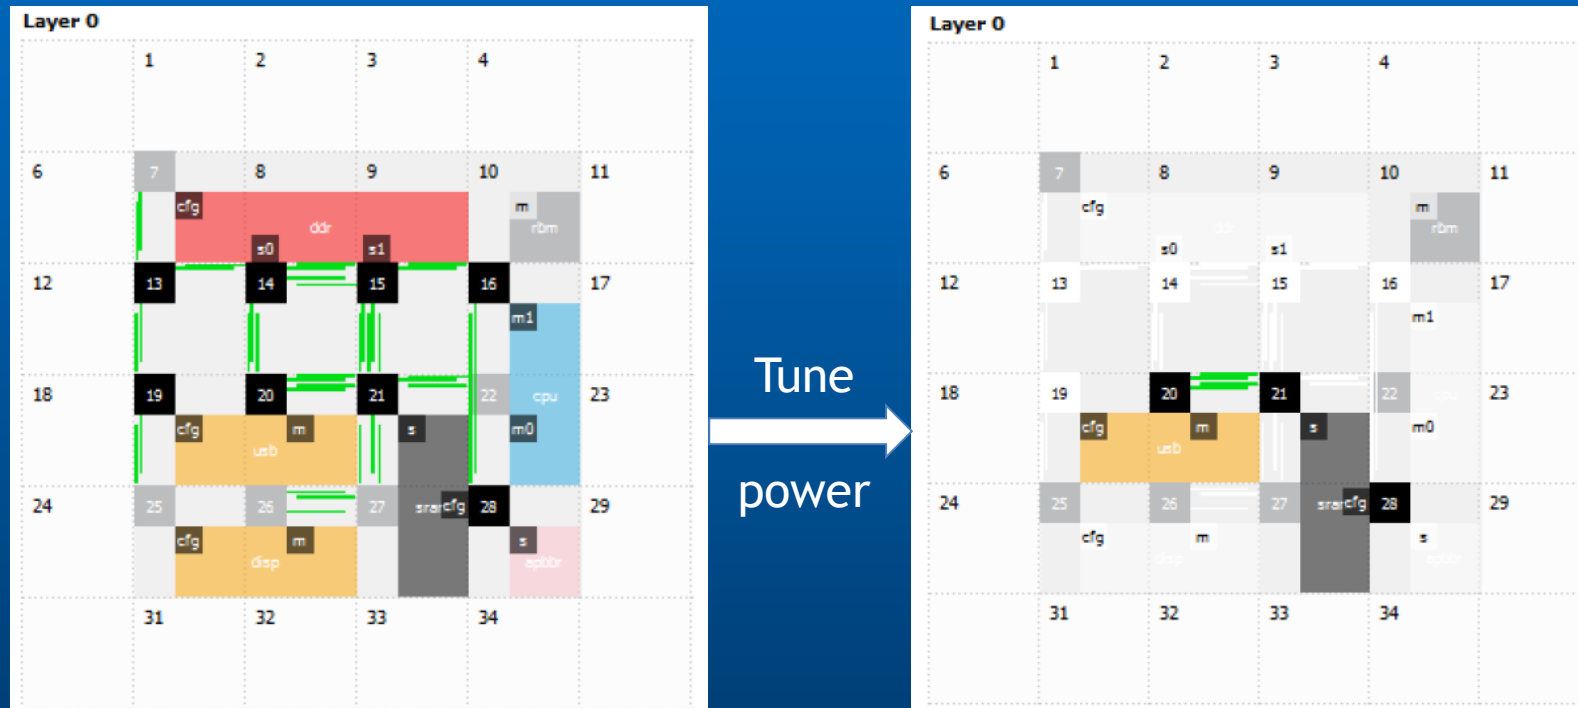 Layer 0
1 2 3 4
6 7 8 9 10 11
cfg ddr m rbm
s0 s1
12 13 14 15 16 17
m1
18 19 20 21 22 cpu 23
cfg m s m0
usb
24 25 26 27 cfg 28 29
cfg m s
disp
31 32 33 34
Tune
power
Layer 0
1 2 3 4
6 7 8 9 10 11
cfg m rbm
ddr
s0 s1
12 13 14 15 16 17
m1
18 19 20 21 22 cpu 23
cfg m s m0
usb
24 25 26 27 cfg 28 29
cfg m s
disp
31 32 33 34